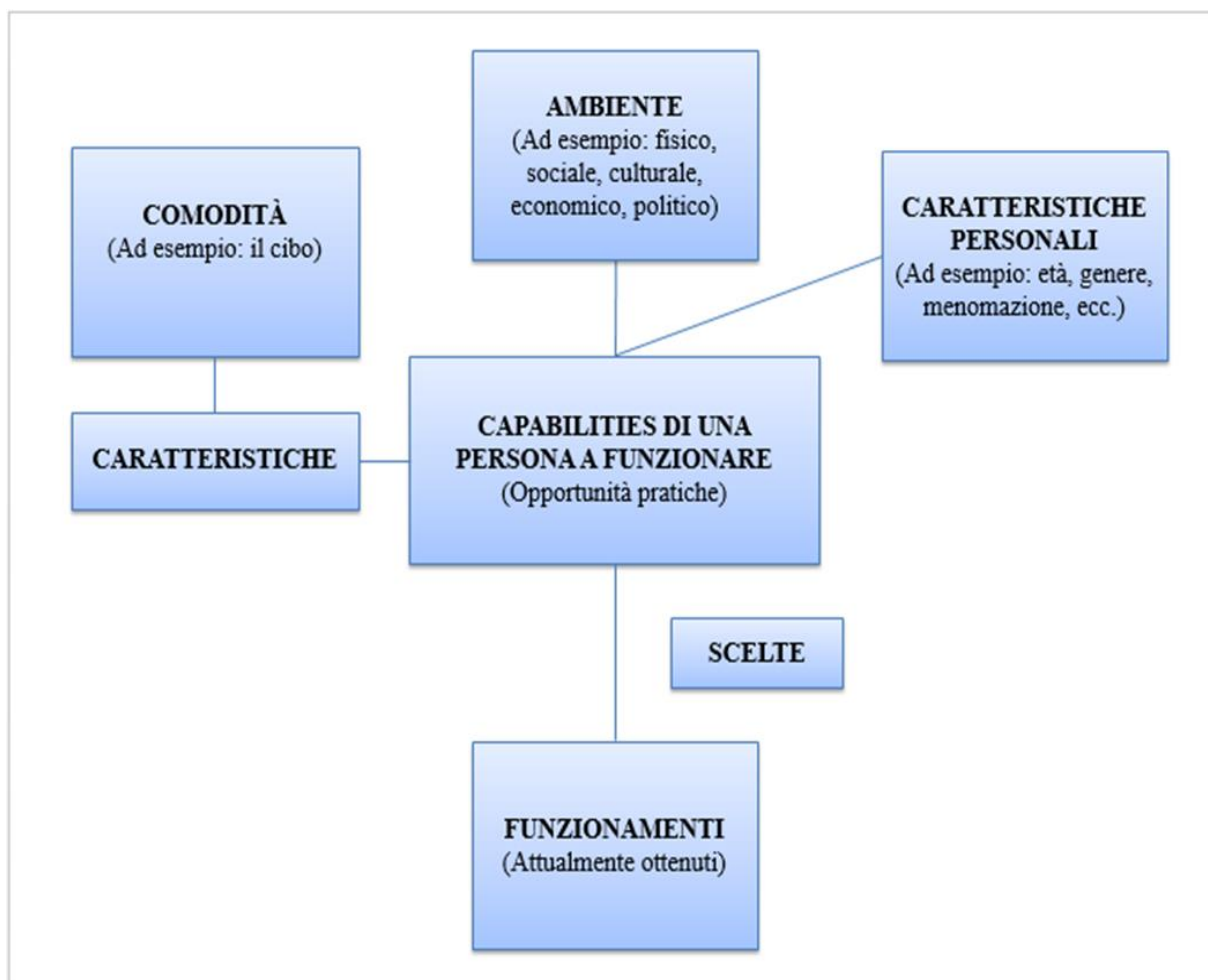 AMBIENTE
(Ad esempio: fisico,
sociale, culturale,
economico, politico)
COMODITÀ
(Ad esempio: il cibo)
CARATTERISTICHE
PERSONALI
(Ad esempio: età, genere,
menomazione, ecc.)
CARATTERISTICHE
CAPABILITIES DI UNA
PERSONA A FUNZIONARE
(Opportunità pratiche)
SCELTE
FUNZIONAMENTI
(Attualmente ottenuti)